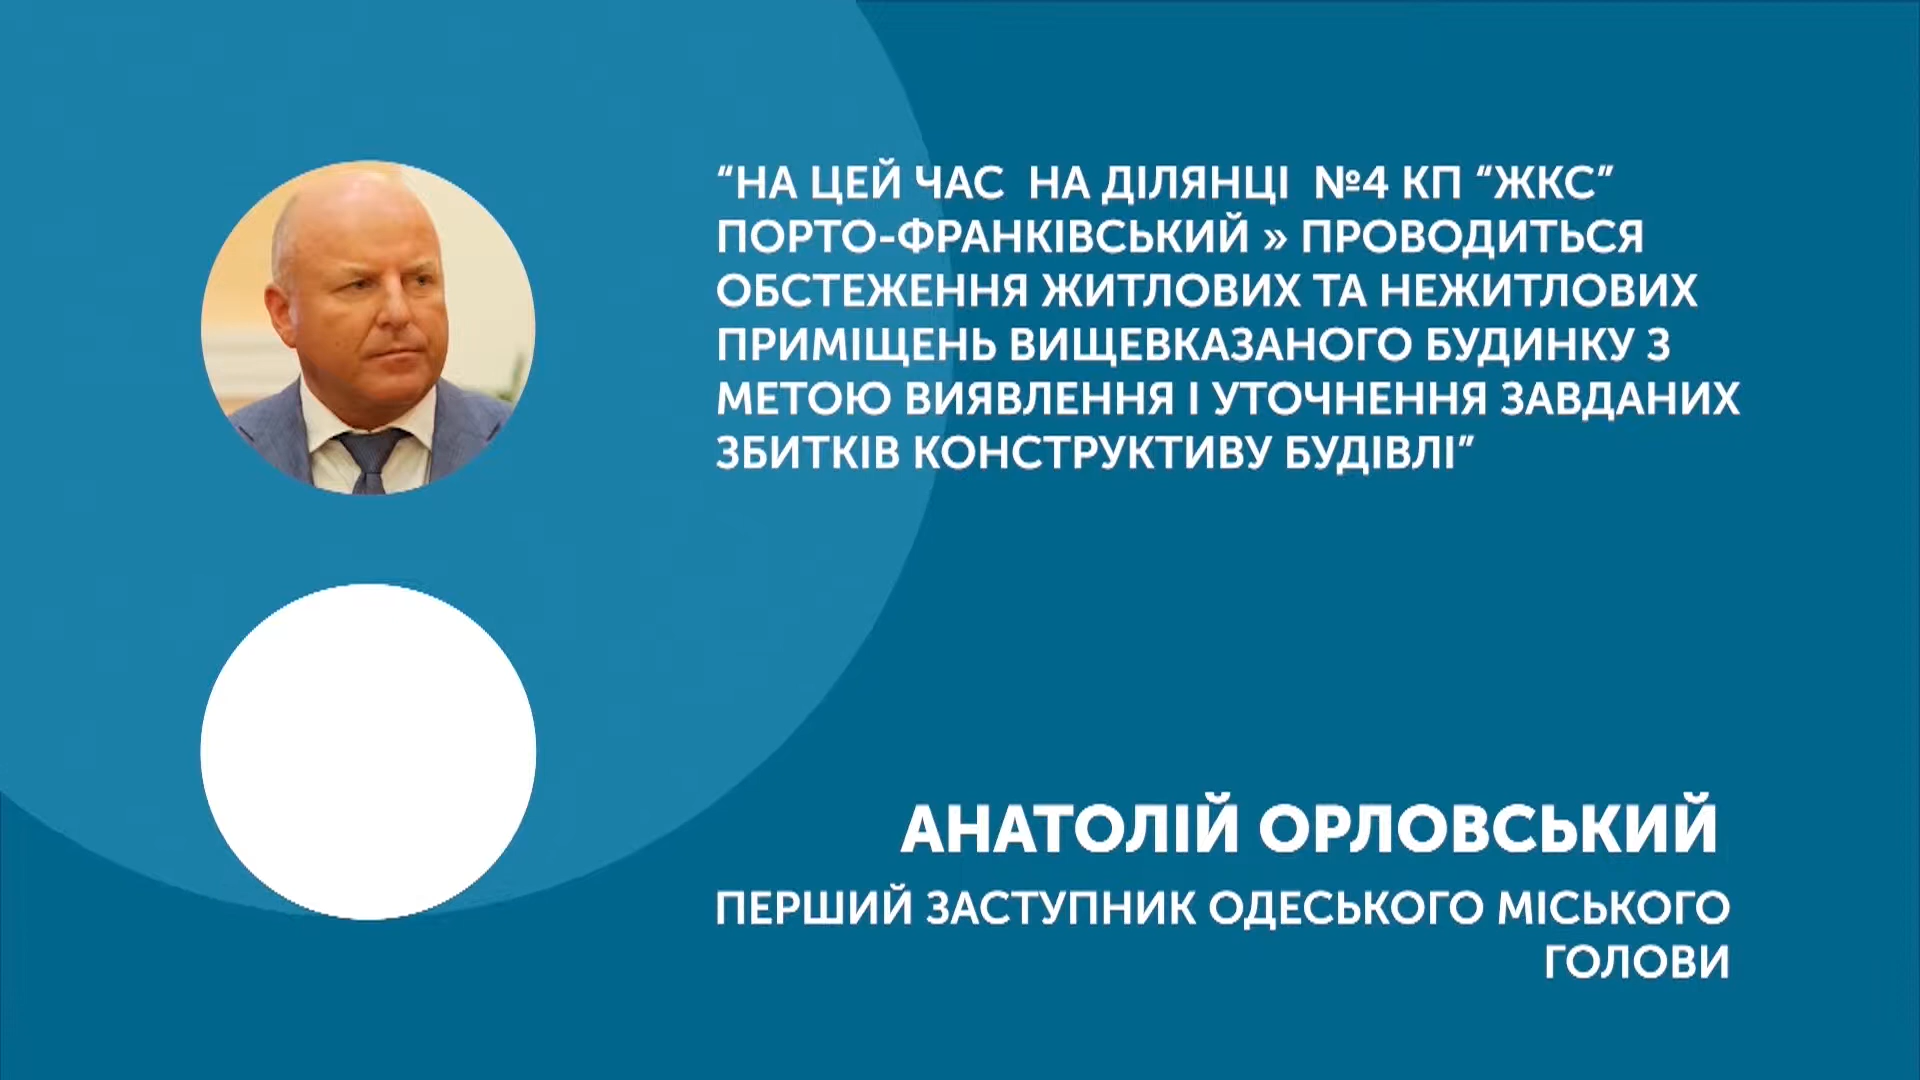 “НА ЦЕЙ ЧАС НА ДІЛЯНЦІ №4 КП “ЖКС”
ПОРТО-ФРАНКІВСЬКИЙ » ПРОВОДИТЬСЯ
ОБСТЕЖЕННЯ ЖИТЛОВИХ ТА НЕЖИТЛОВИХ
ПРИМІЩЕНЬ ВИЩЕВКАЗАНОГО БУДИНКУ З
МЕТОЮ ВИЯВЛЕННЯ І УТОЧНЕННЯ ЗАВДАНИХ
ЗБИТКІВ КОНСТРУКТИВУ БУДІВЛІ”
АНАТОЛІЙ ОРЛОВСЬКИЙ
ПЕРШИЙ ЗАСТУПНИК ОДЕСЬКОГО МІСЬКОГО
ГОЛОВИ